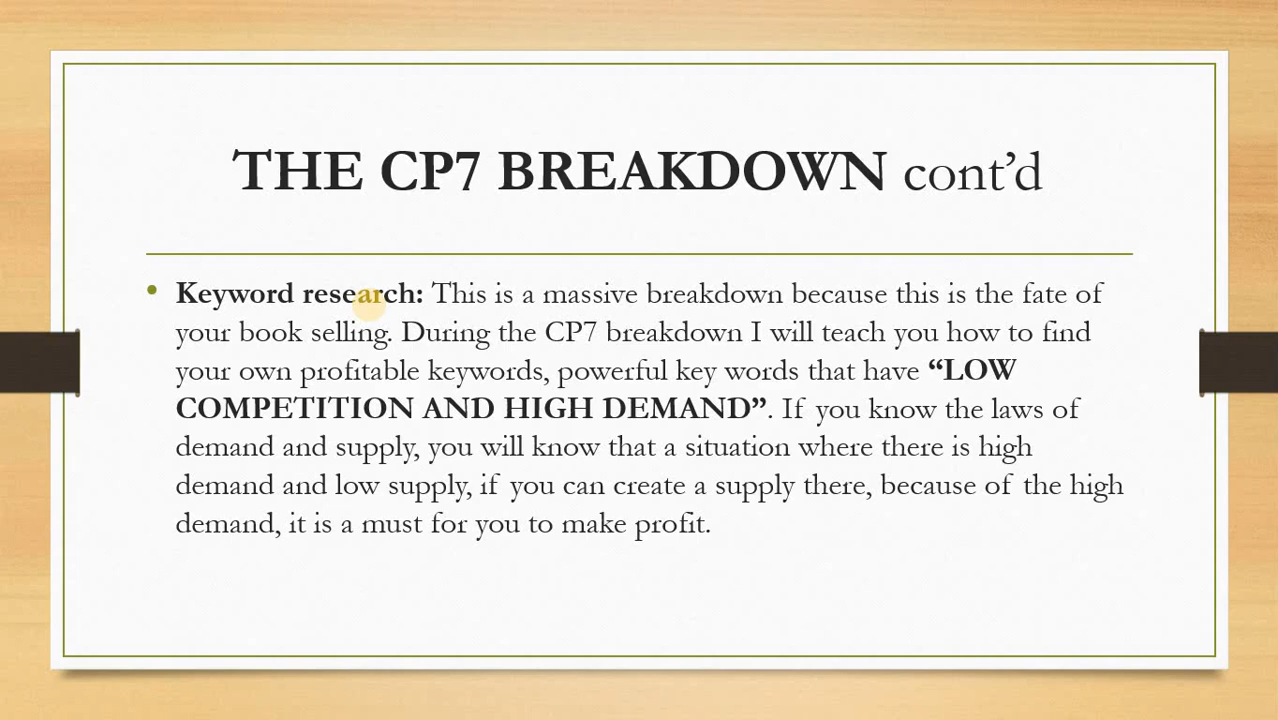 THE CP7 BREAKDOWN cont’d
• Keyword research: This is a massive breakdown because this is the fate of
your book selling. During the CP7 breakdown I will teach you how to find
your own profitable keywords, powerful key words that have “LOW
COMPETITION AND HIGH DEMAND”. If you know the laws of
demand and supply, you will know that a situation where there is high
demand and low supply, if you can create a supply there, because of the high
demand, it is a must for you to make profit.